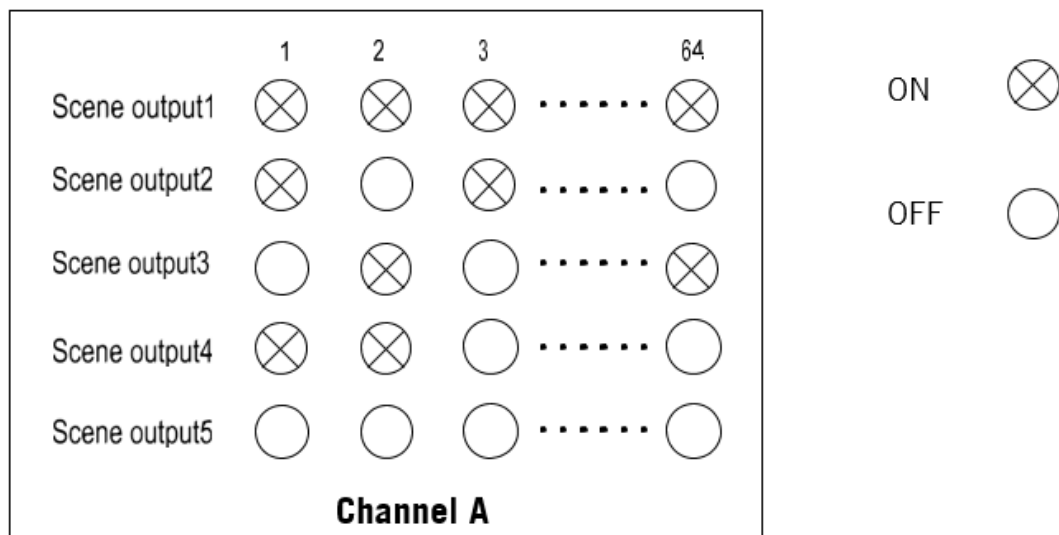 1 2 3 64
Scene output1
Scene output2
Scene output3
Scene output4
Scene output5
Channel A
ON
OFF